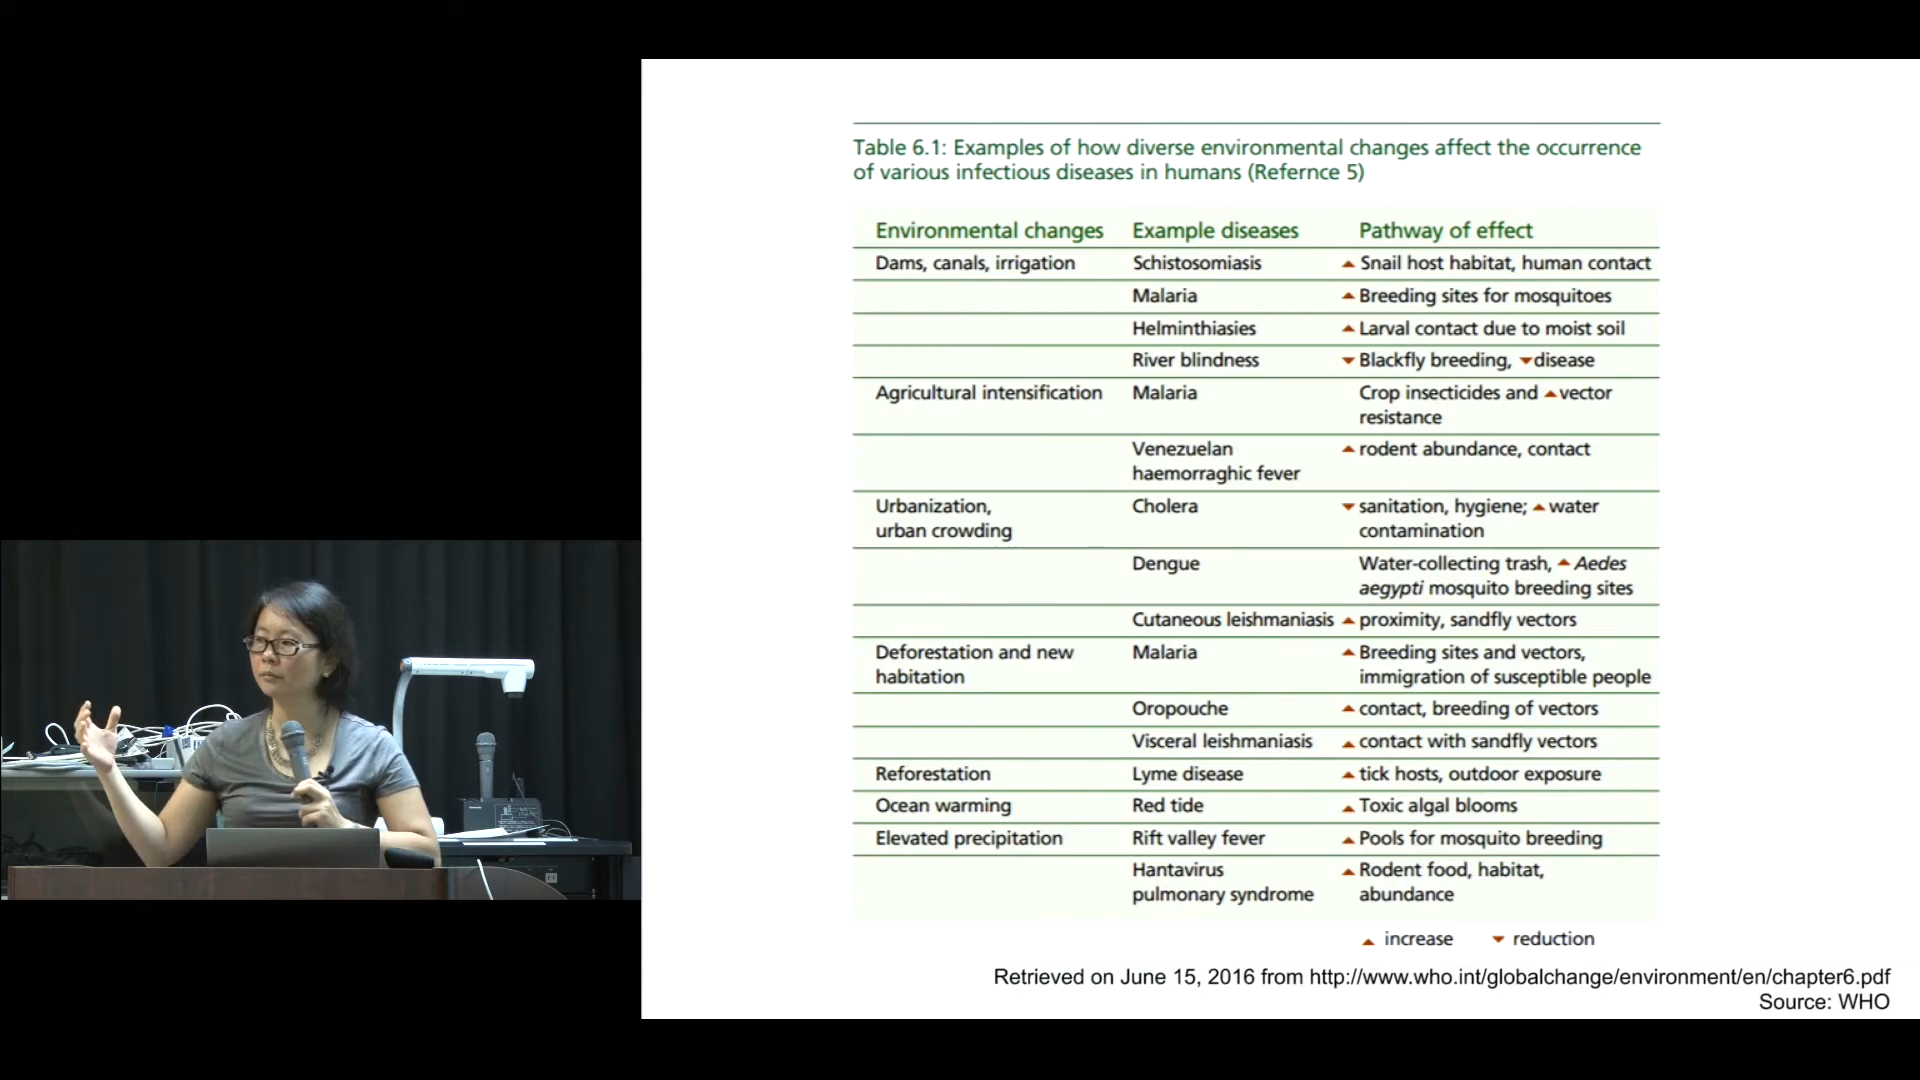 Table 6.1: Examples of how diverse environmental changes affect the occurrence
of various infectious diseases in humans (Refernce 5)
Environmental changes Example diseases Pathway of effect
Dams, canals, irrigation Schistosomiasis ▲ Snail host habitat, human contact
Malaria ▲ Breeding sites for mosquitoes
Helminthiasies ▲ Larval contact due to moist soil
River blindness ▼ Blackfly breeding, ▼ disease
Agricultural intensification Malaria Crop insecticides and ▲ vector
resistance
Venezuelan ▲ rodent abundance, contact
haemorraghic fever
Urbanization, Cholera ▼ sanitation, hygiene; ▲ water
urban crowding contamination
Dengue Water-collecting trash, ▲ Aedes
aegypti mosquito breeding sites
Cutaneous leishmaniasis ▲ proximity, sandfly vectors
Deforestation and new Malaria ▲ Breeding sites and vectors,
habitation immigration of susceptible people
Oropouche ▲ contact, breeding of vectors
Visceral leishmaniasis ▲ contact with sandfly vectors
Reforestation Lyme disease ▲ tick hosts, outdoor exposure
Ocean warming Red tide ▲ Toxic algal blooms
Elevated precipitation Rift valley fever ▲ Pools for mosquito breeding
Hantavirus ▲ Rodent food, habitat,
pulmonary syndrome abundance
▲ increase ▼ reduction
Retrieved on June 15, 2016 from http://www.who.int/globalchange/environment/en/chapter6.pdf
Source: WHO